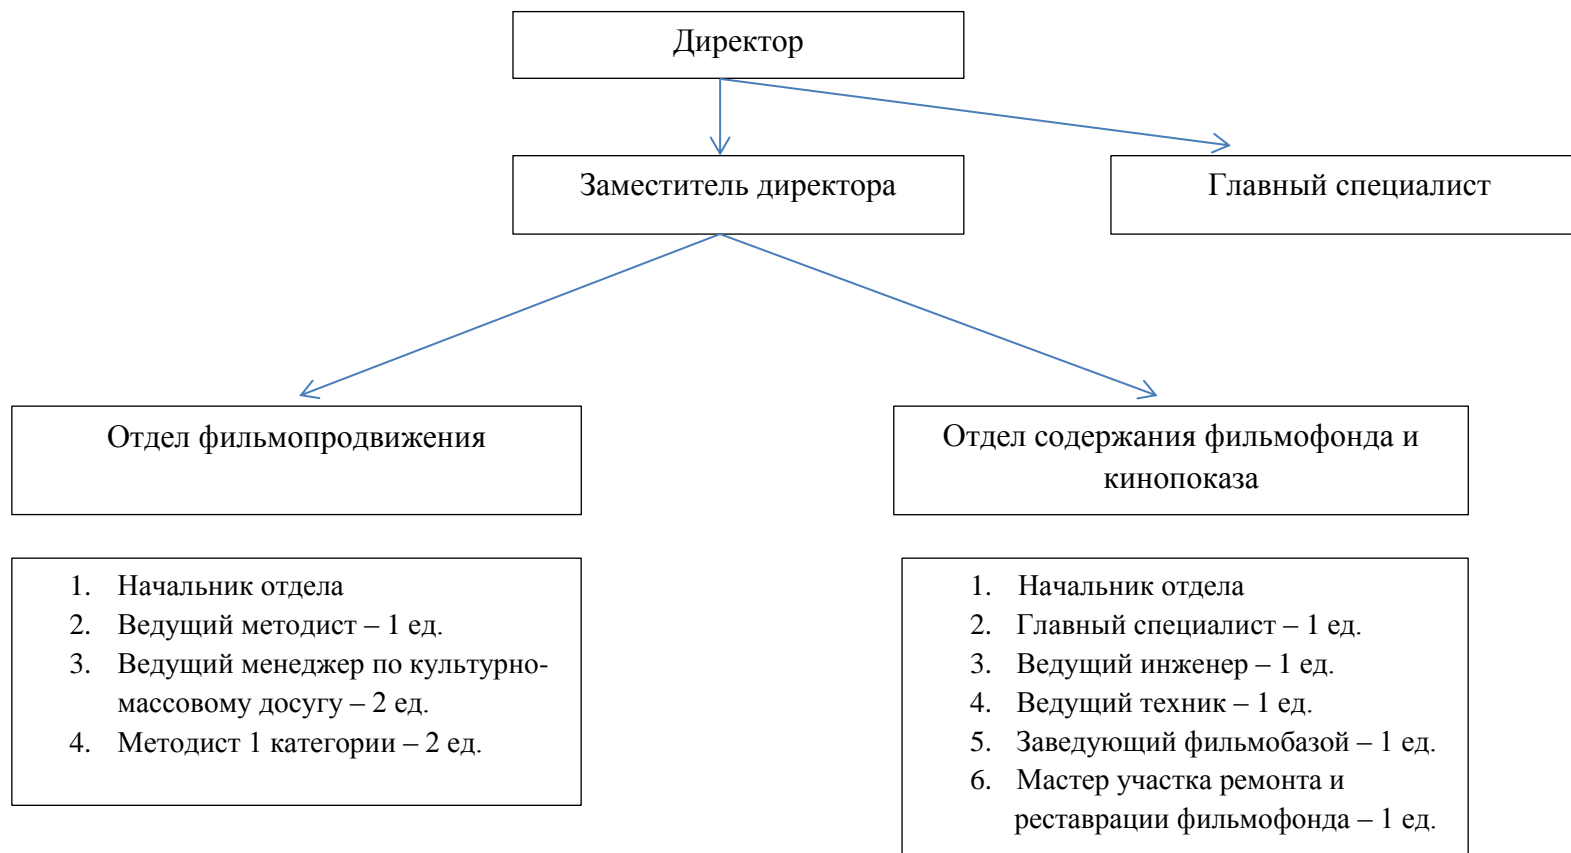 Директор
Заместитель директора
Главный специалист
Отдел фильмопродвижения
Отдел содержания фильмофонда и
кинопоказа
1. Начальник отдела
2. Ведущий методист – 1 ед.
3. Ведущий менеджер по культурно-
массовому досугу – 2 ед.
4. Методист 1 категории – 2 ед.
1. Начальник отдела
2. Главный специалист – 1 ед.
3. Ведущий инженер – 1 ед.
4. Ведущий техник – 1 ед.
5. Заведующий фильмобазой – 1 ед.
6. Мастер участка ремонта и
реставрации фильмофонда – 1 ед.